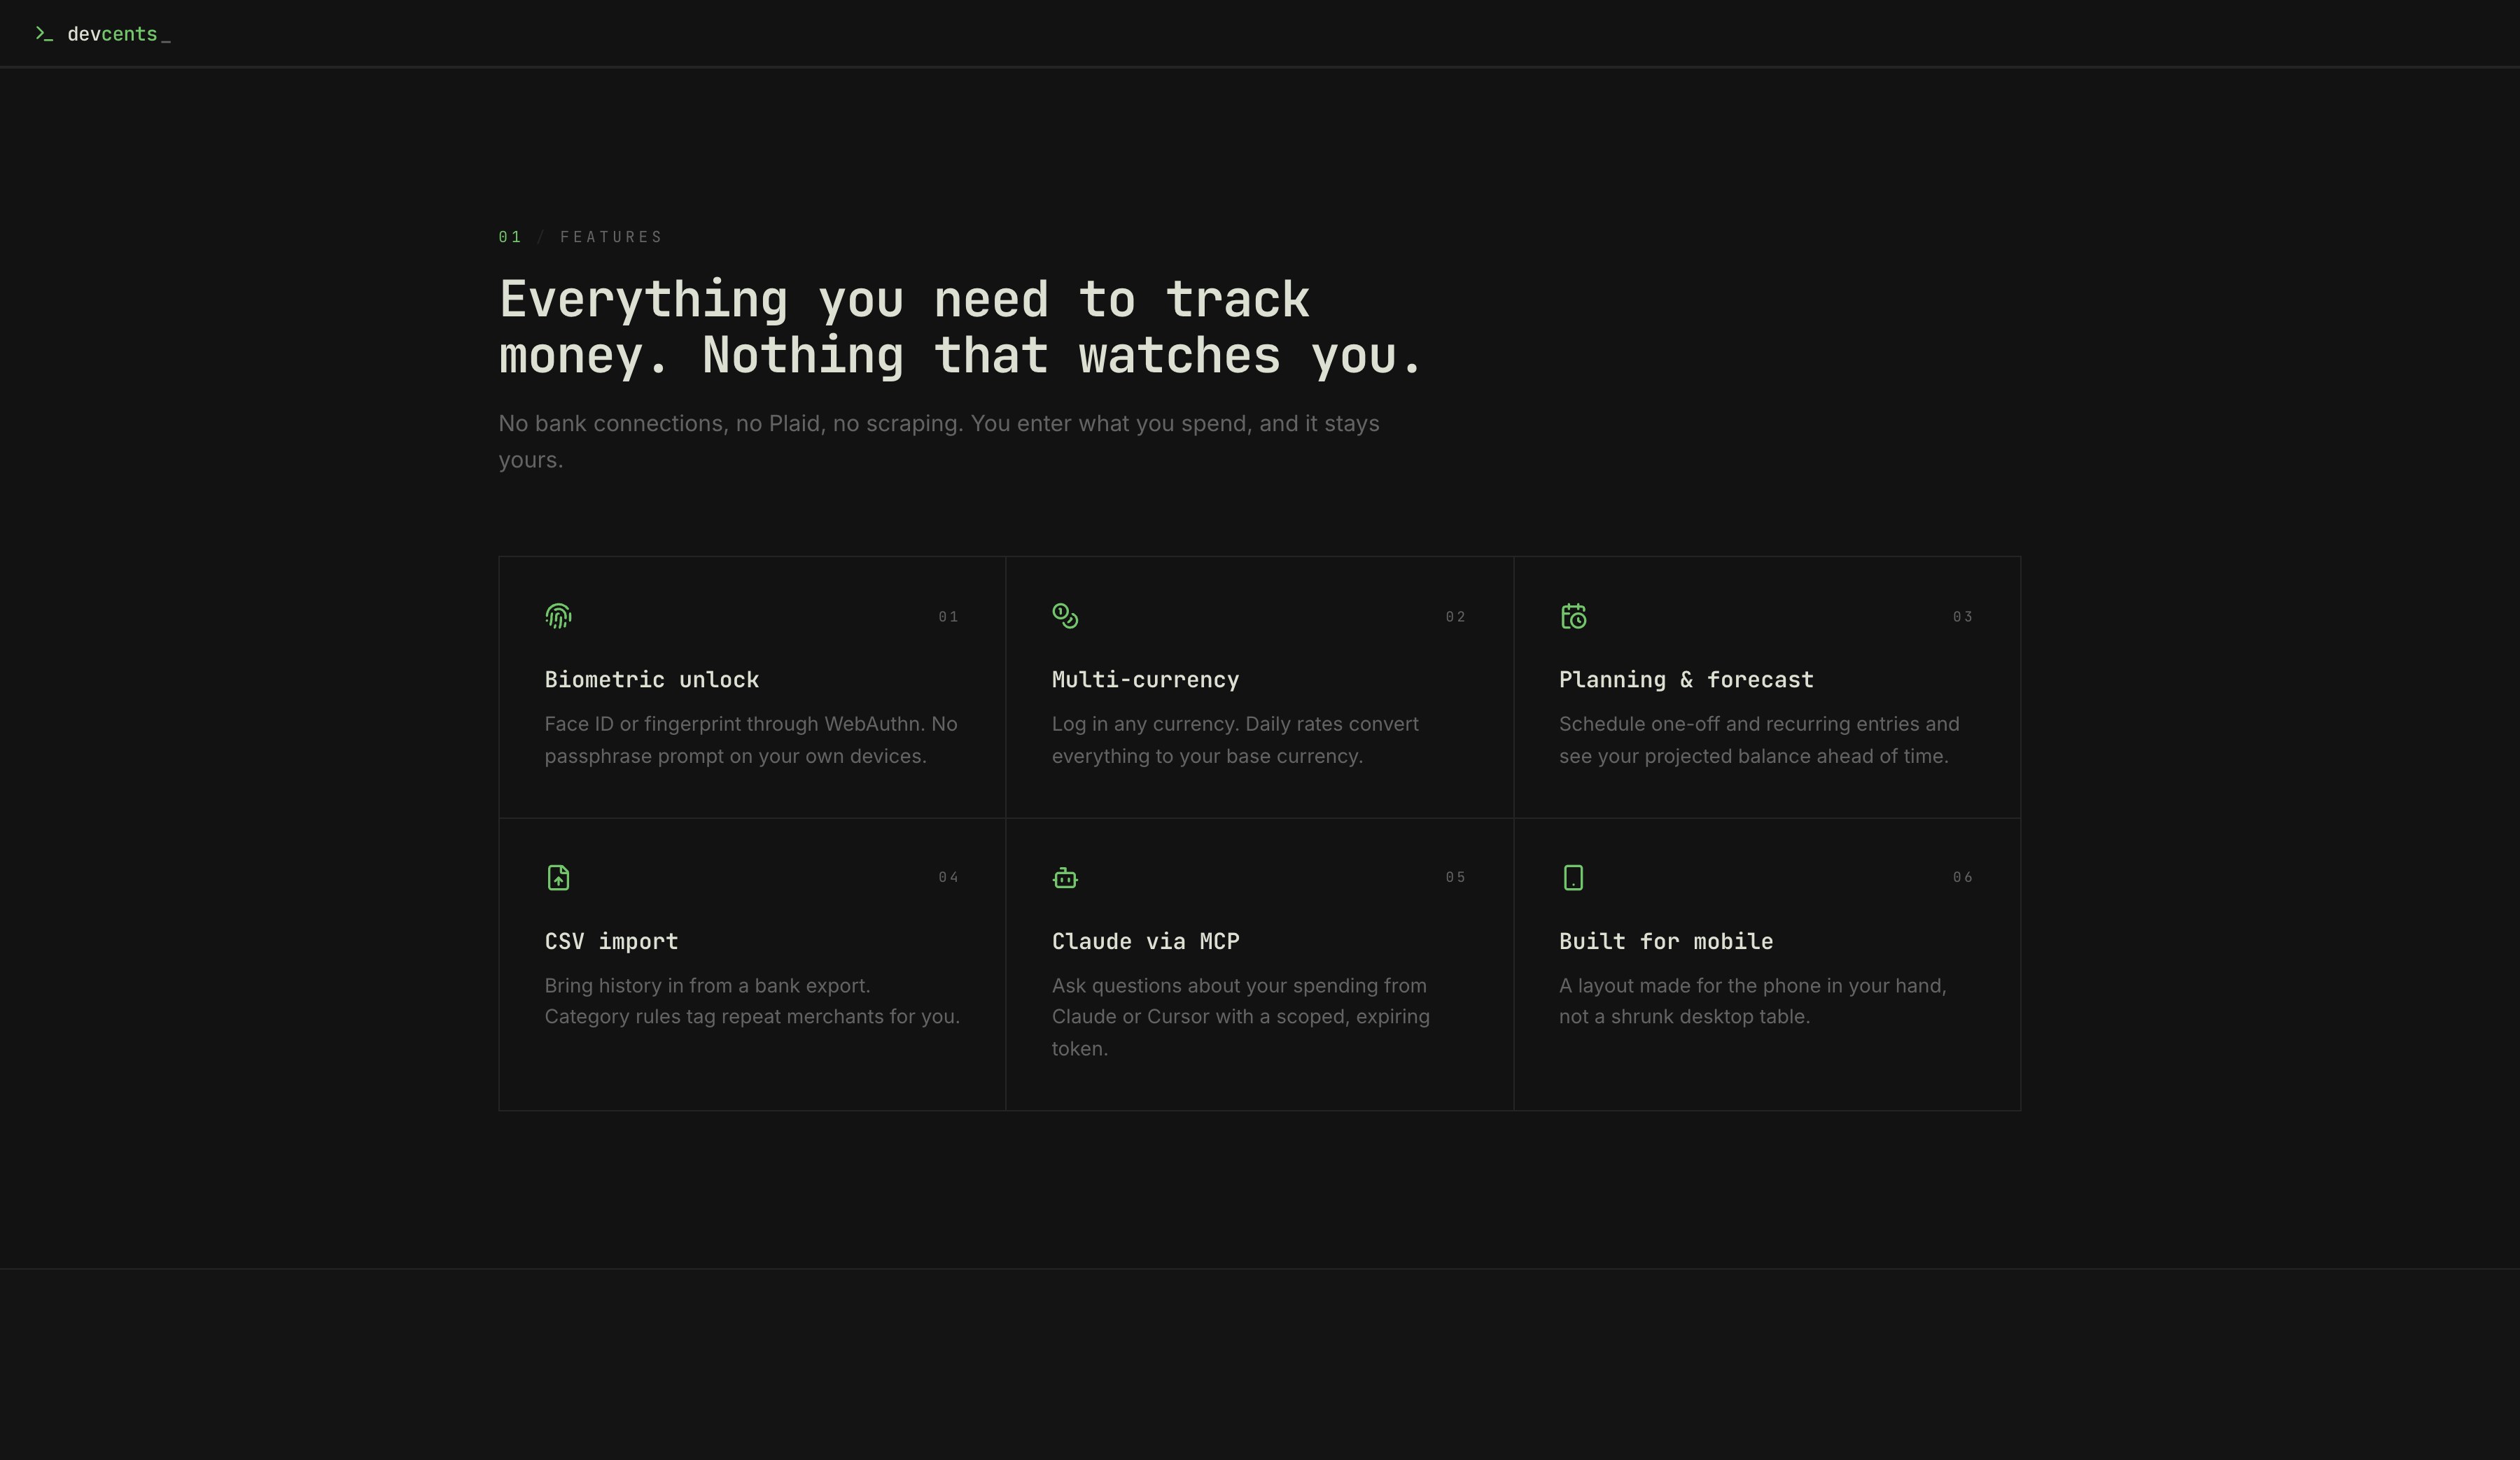 devcents_
01 / FEATURES
Everything you need to track
money. Nothing that watches you.
No bank connections, no Plaid, no scraping. You enter what you spend, and it stays
yours.
01
Biometric unlock
Face ID or fingerprint through WebAuthn. No
passphrase prompt on your own devices.
02
Multi-currency
Log in any currency. Daily rates convert
everything to your base currency.
03
Planning & forecast
Schedule one-off and recurring entries and
see your projected balance ahead of time.
04
CSV import
Bring history in from a bank export.
Category rules tag repeat merchants for you.
05
Claude via MCP
Ask questions about your spending from
Claude or Cursor with a scoped, expiring
token.
06
Built for mobile
A layout made for the phone in your hand,
not a shrunk desktop table.